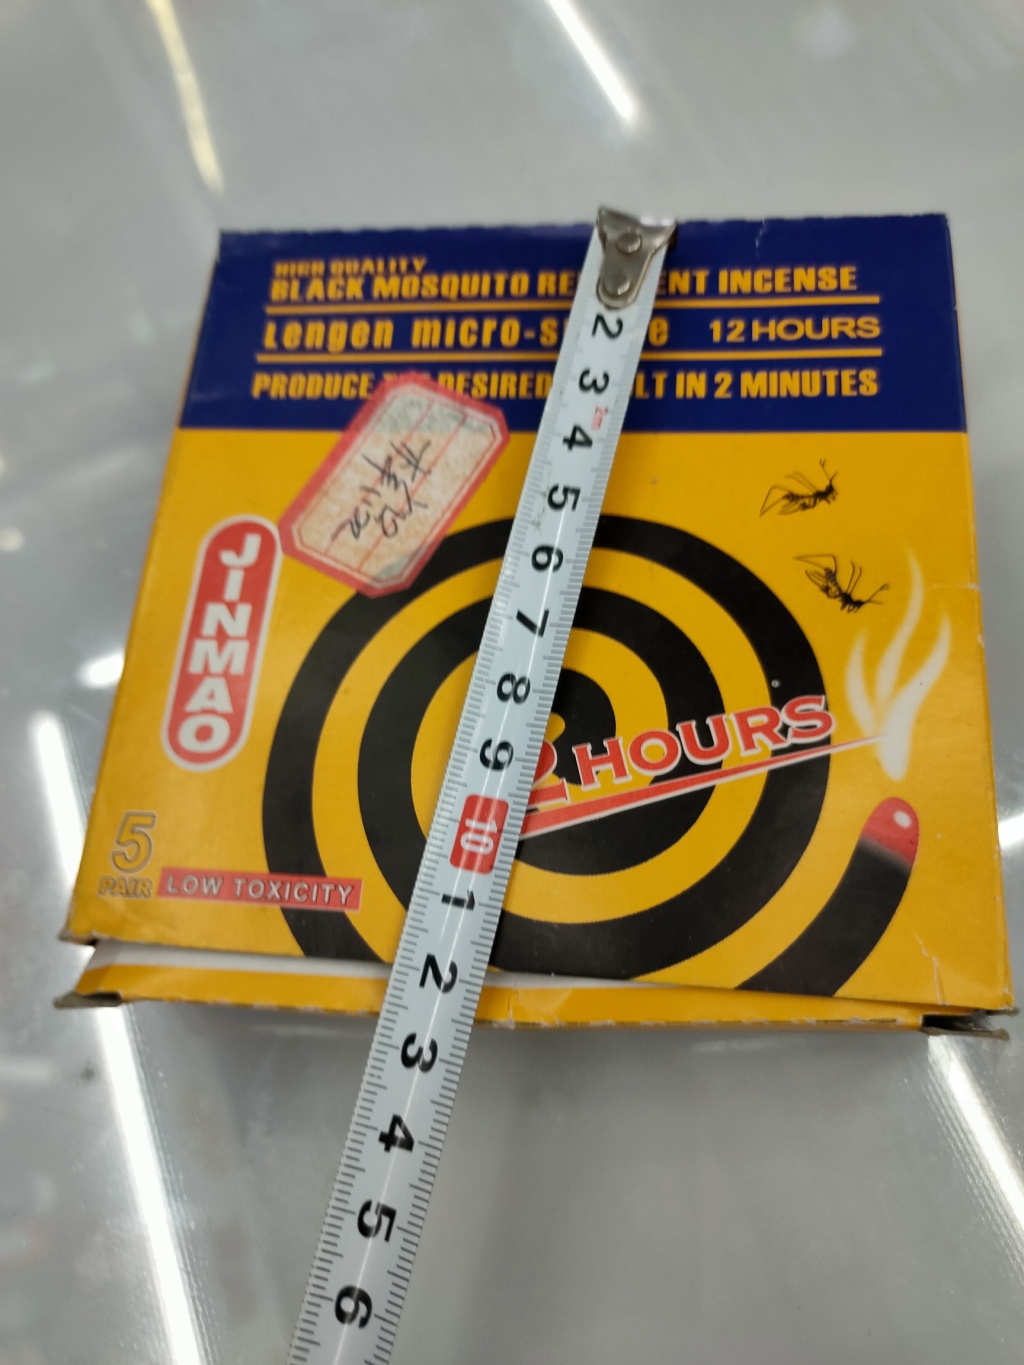 HIGH QUALITY
BLACK MOSQUITO RE ENT INCENSE
Lengen micro-s e 12 HOURS
PRODUCE DESIRED LT IN 2 MINUTES
JINMAO
2 HOURS
5
PAIR
LOW TOXICITY
2
3
2m
4
5
6
7
8
9
10
1
2
3
4
5
6